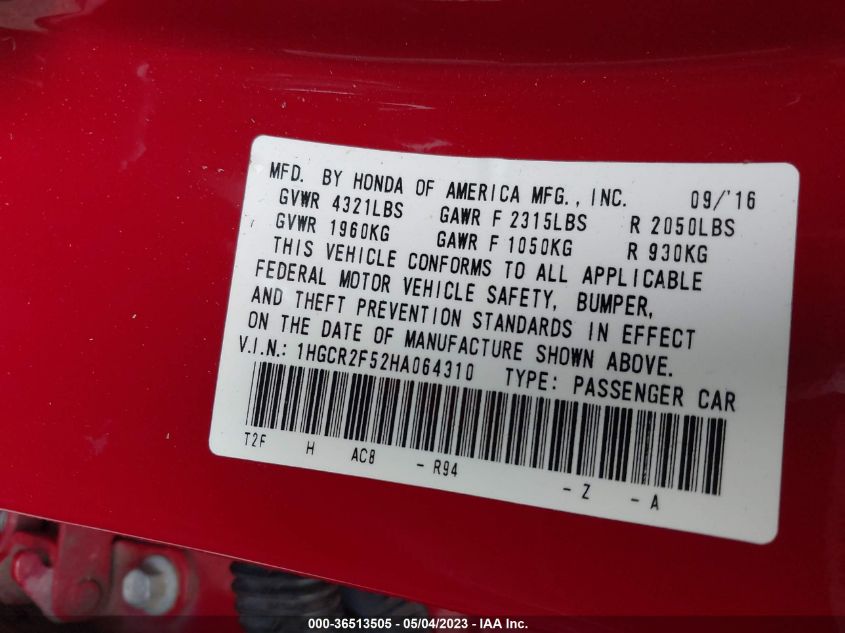 MFD. BY HONDA OF AMERICA MFG., INC. 09/'16
GVWR 4321LBS GAWR F 2315LBS R 2050LBS
GVWR 1960KG GAWR F 1050KG R 930KG
THIS VEHICLE CONFORMS TO ALL APPLICABLE
FEDERAL MOTOR VEHICLE SAFETY, BUMPER,
AND THEFT PREVENTION STANDARDS IN EFFECT
ON THE DATE OF MANUFACTURE SHOWN ABOVE.
V.I.N.: 1HGCR2F52HA064310 TYPE: PASSENGER CAR
T2F H AC8 - R94 - Z - A
000-36513505 - 05/04/2023 - IAA Inc.